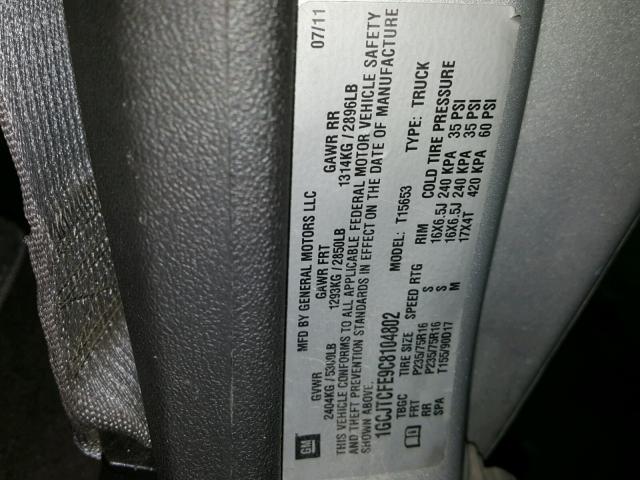 GM
MFD BY GENERAL MOTORS LLC 07/11
GVWR GAWR FRT GAWR RR
2404KG / 5300LB 1293KG / 2850LB 1314KG / 2896LB
THIS VEHICLE CONFORMS TO ALL APPLICABLE FEDERAL MOTOR VEHICLE SAFETY
AND THEFT PREVENTION STANDARDS IN EFFECT ON THE DATE OF MANUFACTURE
SHOWN ABOVE.
1GCJTCFE9C8104802 MODEL: T15653 TYPE: TRUCK
TBGC TIRE SIZE SPEED RTG RIM COLD TIRE PRESSURE
FRT P235/75R16 S 16X6.5J 240 KPA 35 PSI
RR P235/75R16 S 16X6.5J 240 KPA 35 PSI
SPA T155/90D17 M 17X4T 420 KPA 60 PSI